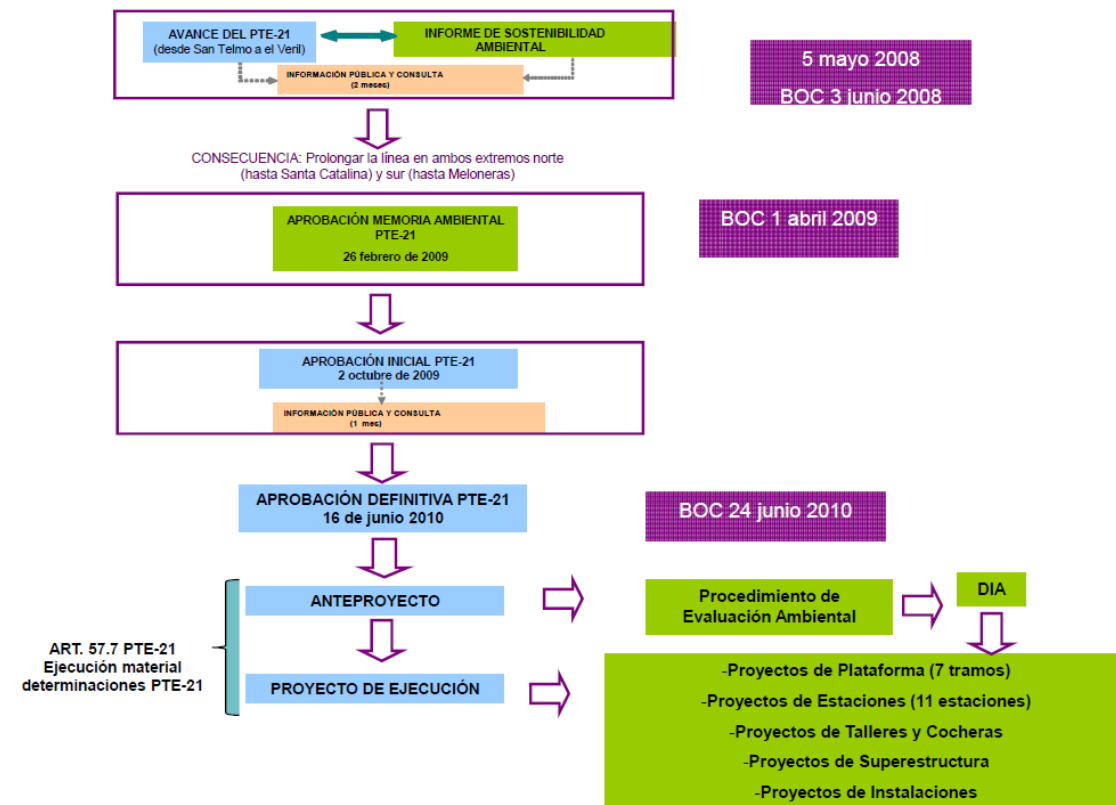 AVANCE DEL PTE-21
(desde San Telmo a el Veril)
INFORME DE SOSTENIBILIDAD
AMBIENTAL
INFORMACIÓN PÚBLICA Y CONSULTA
(2 meses)
5 mayo 2008
BOC 3 junio 2008
CONSECUENCIA: Prolongar la línea en ambos extremos norte
(hasta Santa Catalina) y sur (hasta Meloneras)
APROBACIÓN MEMORIA AMBIENTAL
PTE-21
26 febrero de 2009
BOC 1 abril 2009
APROBACIÓN INICIAL PTE-21
2 octubre de 2009
INFORMACIÓN PÚBLICA Y CONSULTA
(1 mes)
APROBACIÓN DEFINITIVA PTE-21
16 de junio 2010
BOC 24 junio 2010
ANTEPROYECTO
Procedimiento de
Evaluación Ambiental
DIA
ART. 57.7 PTE-21
Ejecución material
determinaciones PTE-21
PROYECTO DE EJECUCIÓN
-Proyectos de Plataforma (7 tramos)
-Proyectos de Estaciones (11 estaciones)
-Proyectos de Talleres y Cocheras
-Proyectos de Superestructura
-Proyectos de Instalaciones